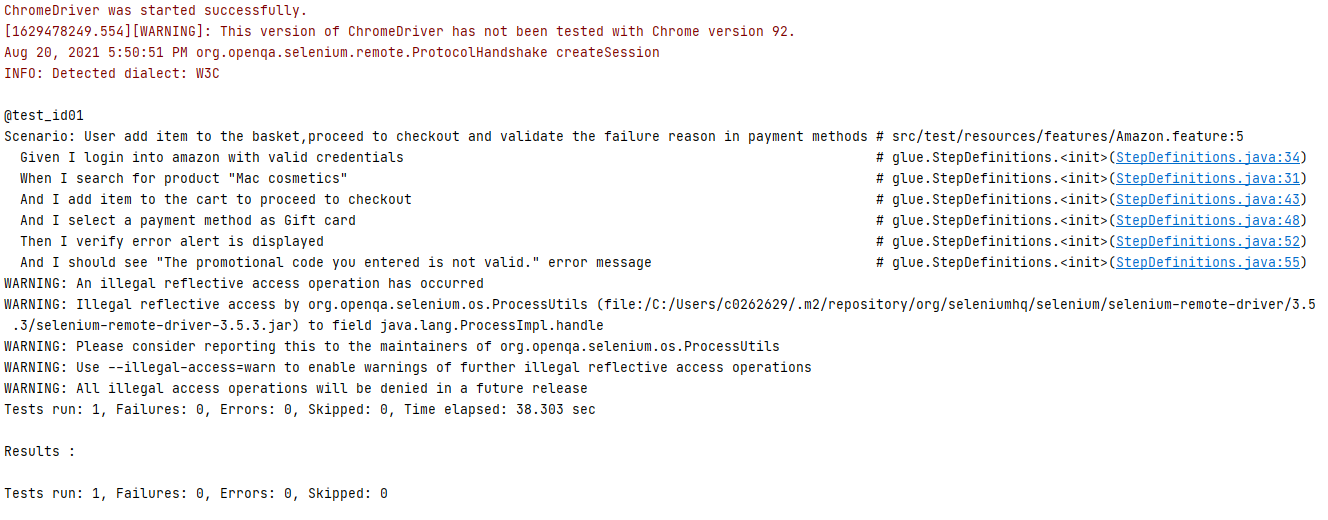 ChromeDriver was started successfully.
[1629478249.554][WARNING]: This version of ChromeDriver has not been tested with Chrome version 92.
Aug 20, 2021 5:50:51 PM org.openqa.selenium.remote.ProtocolHandshake createSession
INFO: Detected dialect: W3C
@test_id01
Scenario: User add item to the basket,proceed to checkout and validate the failure reason in payment methods # src/test/resources/features/Amazon.feature:5
Given I login into amazon with valid credentials # glue.StepDefinitions.<init>(StepDefinitions.java:34)
When I search for product "Mac cosmetics" # glue.StepDefinitions.<init>(StepDefinitions.java:31)
And I add item to the cart to proceed to checkout # glue.StepDefinitions.<init>(StepDefinitions.java:43)
And I select a payment method as Gift card # glue.StepDefinitions.<init>(StepDefinitions.java:48)
Then I verify error alert is displayed # glue.StepDefinitions.<init>(StepDefinitions.java:52)
And I should see "The promotional code you entered is not valid." error message # glue.StepDefinitions.<init>(StepDefinitions.java:55)
WARNING: An illegal reflective access operation has occurred
WARNING: Illegal reflective access by org.openqa.selenium.os.ProcessUtils (file:/C:/Users/c0262629/.m2/repository/org/seleniumhq/selenium/selenium-remote-driver/3.5
.3/selenium-remote-driver-3.5.3.jar) to field java.lang.ProcessImpl.handle
WARNING: Please consider reporting this to the maintainers of org.openqa.selenium.os.ProcessUtils
WARNING: Use --illegal-access=warn to enable warnings of further illegal reflective access operations
WARNING: All illegal access operations will be denied in a future release
Tests run: 1, Failures: 0, Errors: 0, Skipped: 0, Time elapsed: 38.303 sec
Results :
Tests run: 1, Failures: 0, Errors: 0, Skipped: 0